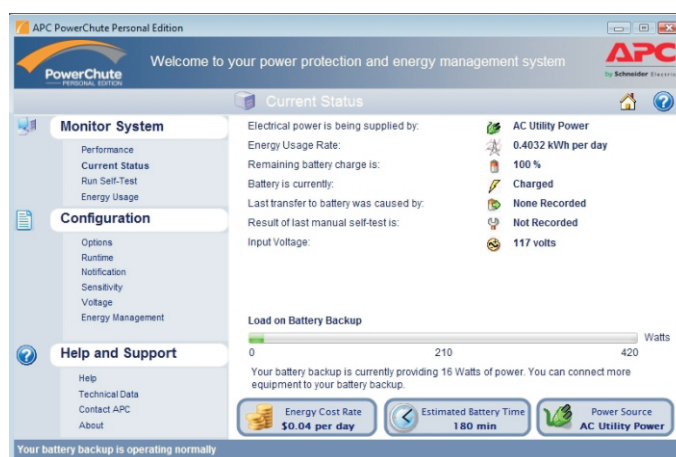 APC PowerChute Personal Edition
PowerChute
PERSONAL EDITION
Welcome to your power protection and energy management system
APC
by Schneider Electric
Current Status
Monitor System
Performance
Current Status
Run Self-Test
Energy Usage
Configuration
Options
Runtime
Notification
Sensitivity
Voltage
Energy Management
Help and Support
Help
Technical Data
Contact APC
About
Electrical power is being supplied by: AC Utility Power
Energy Usage Rate: 0.4032 kWh per day
Remaining battery charge is: 100 %
Battery is currently: Charged
Last transfer to battery was caused by: None Recorded
Result of last manual self-test is: Not Recorded
Input Voltage: 117 volts
Load on Battery Backup
Watts
0 210 420
Your battery backup is currently providing 16 Watts of power. You can connect more
equipment to your battery backup.
Energy Cost Rate
$0.04 per day
Estimated Battery Time
180 min
Power Source
AC Utility Power
Your battery backup is operating normally